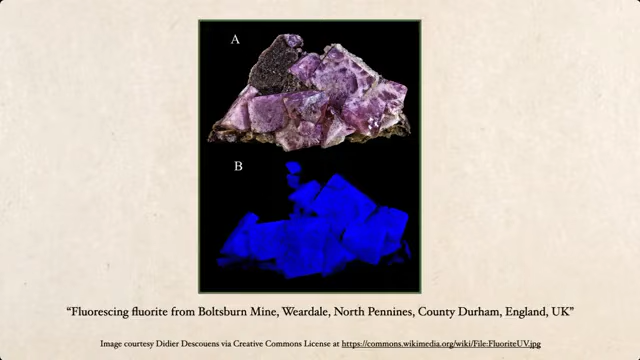 A
B
“Fluorescing fluorite from Boltsburn Mine, Weardale, North Pennines, County Durham, England, UK”
Image courtesy Didier Descouens via Creative Commons License at https://commons.wikimedia.org/wiki/File:FluoriteUV.jpg